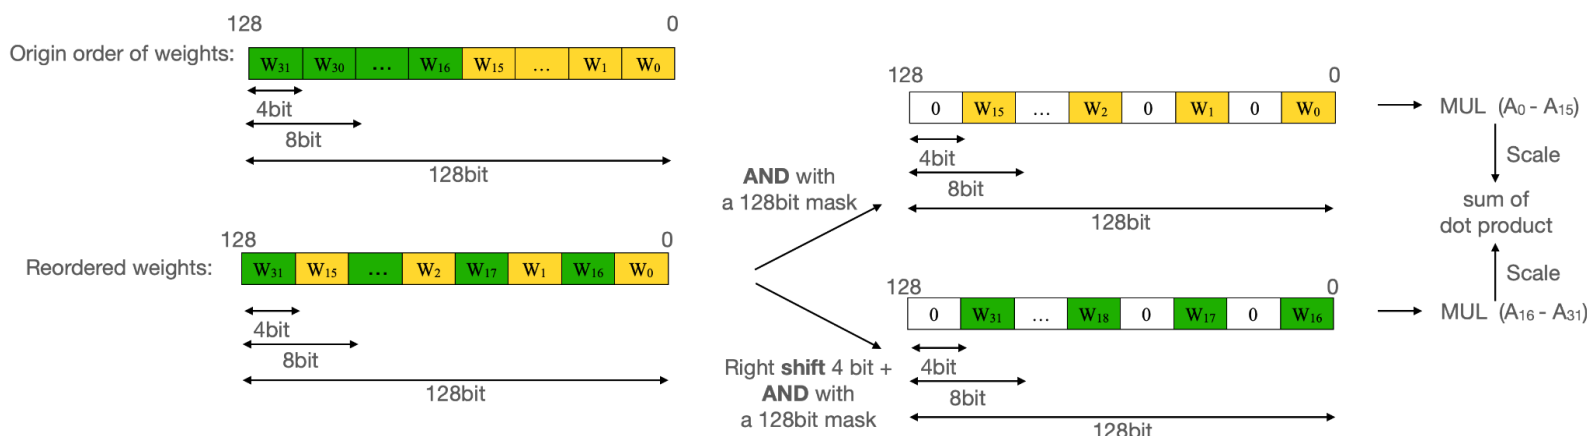 128 0
Origin order of weights:
W31 W30 ... W16 W15 ... W1 W0
4bit
8bit
128bit
128 0
Reordered weights:
W31 W15 ... W2 W17 W1 W16 W0
4bit
8bit
128bit
AND with
a 128bit mask
Right shift 4 bit +
AND with
a 128bit mask
128 0
0 W15 ... W2 0 W1 0 W0
4bit
8bit
128bit
128 0
0 W31 ... W18 0 W17 0 W16
4bit
8bit
128bit
MUL (A0 - A15)
Scale
sum of
dot product
Scale
MUL (A16 - A31)